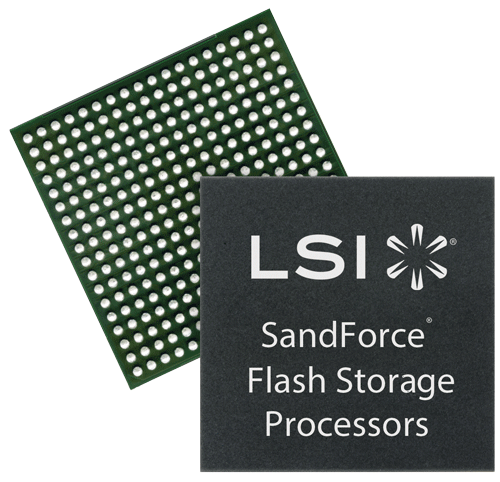 LSI®
SandForce®
Flash Storage
Processors